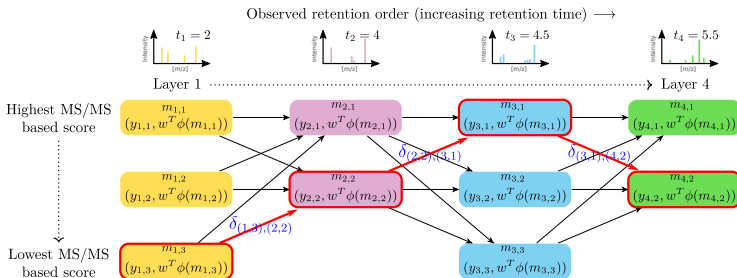 Observed retention order (increasing retention time) ⟶
t₁ = 2
t₂ = 4
t₃ = 4.5
t₄ = 5.5
Intensity
Intensity
Intensity
Intensity
[m/z]
[m/z]
[m/z]
[m/z]
Layer 1
Layer 4
Highest MS/MS
based score
m₁,₁
(y₁,₁, wᵀϕ(m₁,₁))
m₂,₁
(y₂,₁, wᵀϕ(m₂,₁))
m₃,₁
(y₃,₁, wᵀϕ(m₃,₁))
m₄,₁
(y₄,₁, wᵀϕ(m₄,₁))
δ₍₂,₂₎,₍₃,₁₎
δ₍₃,₁₎,₍₄,₂₎
m₁,₂
(y₁,₂, wᵀϕ(m₁,₂))
m₂,₂
(y₂,₂, wᵀϕ(m₂,₂))
m₃,₂
(y₃,₂, wᵀϕ(m₃,₂))
m₄,₂
(y₄,₂, wᵀϕ(m₄,₂))
δ₍₁,₃₎,₍₂,₂₎
Lowest MS/MS
based score
m₁,₃
(y₁,₃, wᵀϕ(m₁,₃))
m₃,₃
(y₃,₃, wᵀϕ(m₃,₃))